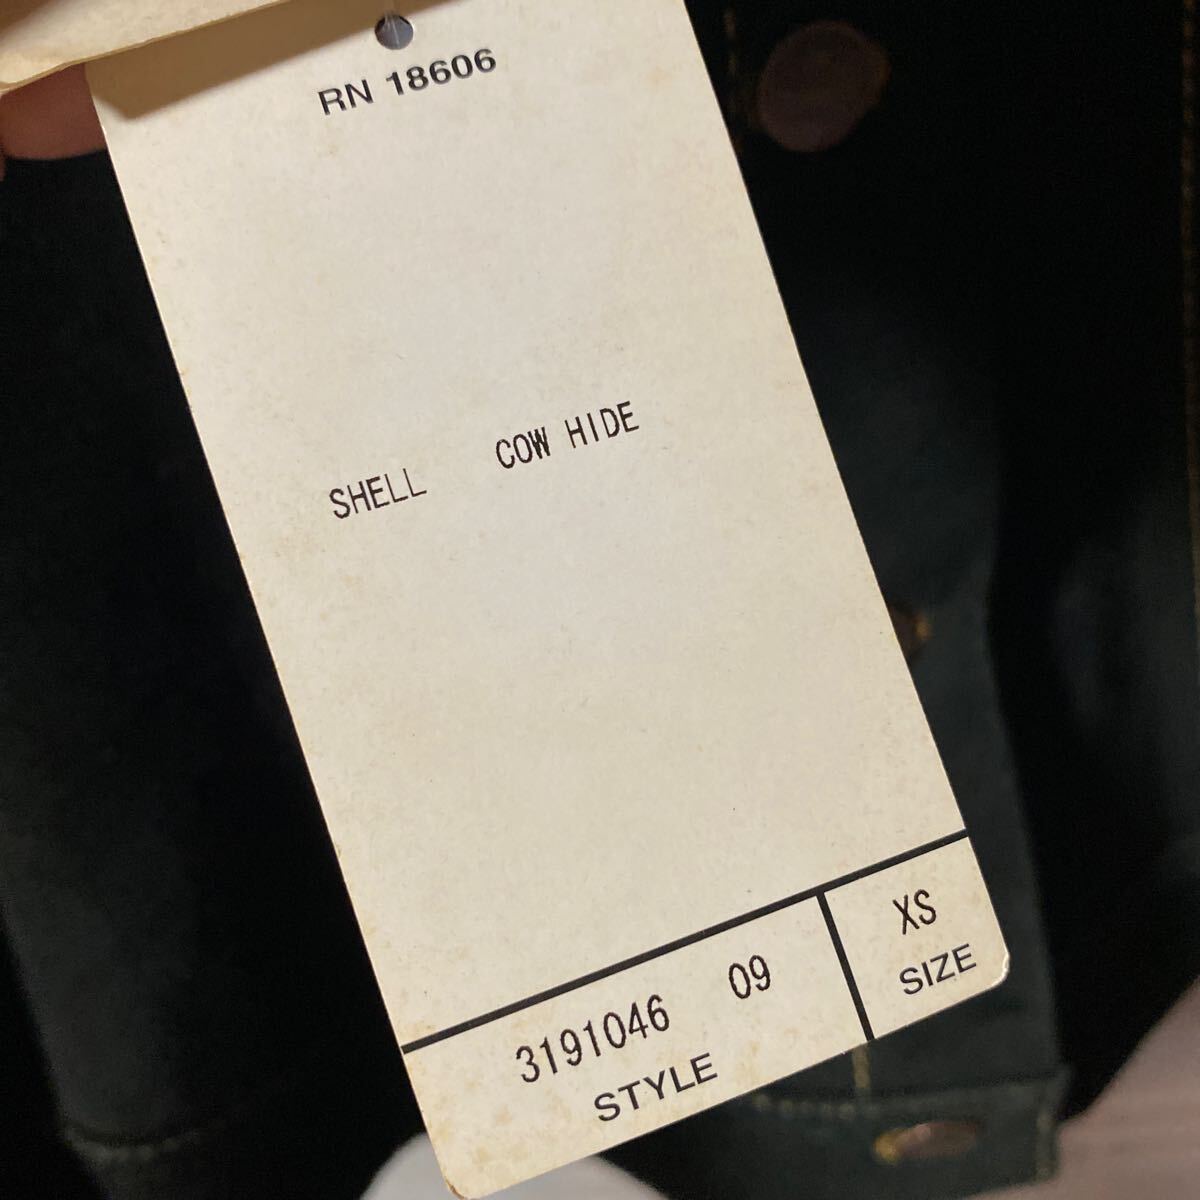 RN 18606
SHELL COW HIDE
3191046 09
STYLE
XS
SIZE